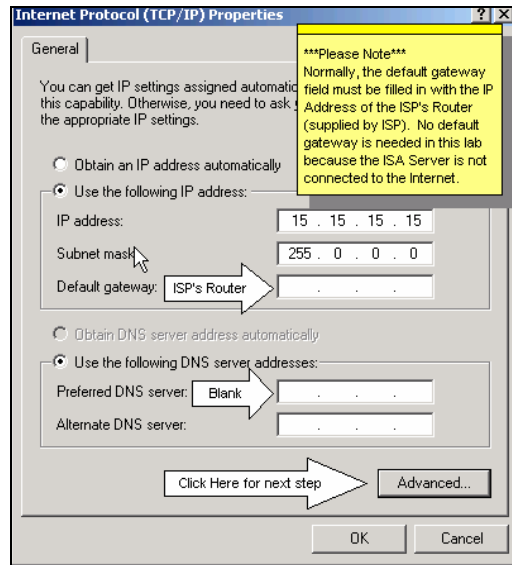 Internet Protocol (TCP/IP) Properties
General
***Please Note***
Normally, the default gateway
field must be filled in with the IP
Address of the ISP's Router
(supplied by ISP). No default
gateway is needed in this lab
because the ISA Server is not
connected to the Internet.
You can get IP settings assigned automatic
this capability. Otherwise, you need to ask
the appropriate IP settings.
Obtain an IP address automatically
Use the following IP address:
IP address: 15 . 15 . 15 . 15
Subnet mask: 255 . 0 . 0 . 0
Default gateway: ISP's Router . . .
Obtain DNS server address automatically
Use the following DNS server addresses:
Preferred DNS server: Blank . . .
Alternate DNS server: . . .
Click Here for next step Advanced...
OK Cancel